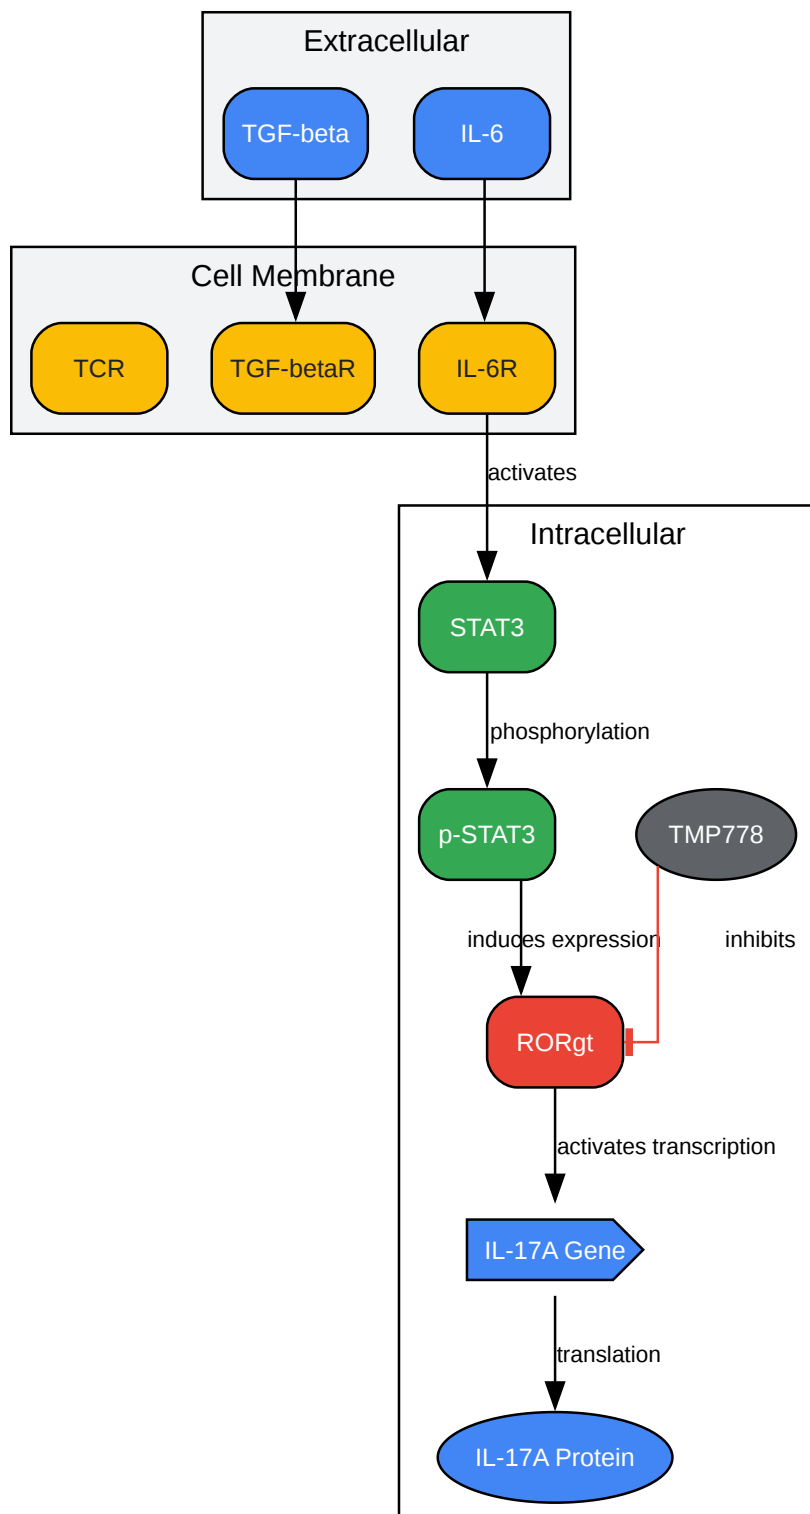 Extracellular
TGF-beta
IL-6
Cell Membrane
TCR
TGF-betaR
IL-6R
activates
Intracellular
STAT3
phosphorylation
p-STAT3
TMP778
induces expression
inhibits
RORgt
activates transcription
IL-17A Gene
translation
IL-17A Protein